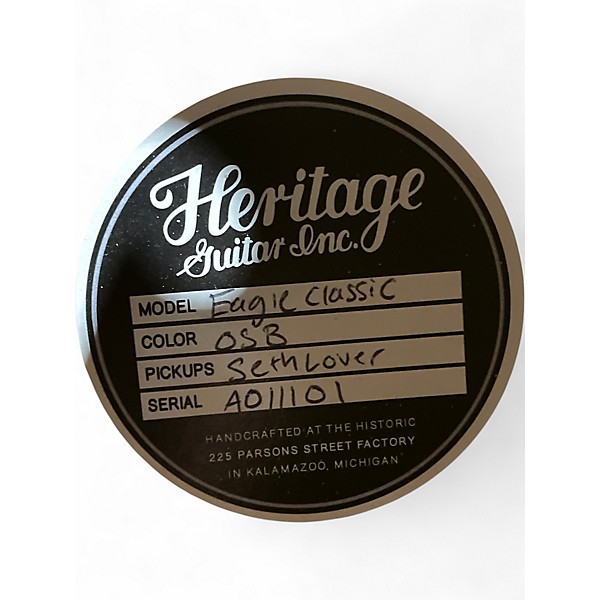 Heritage
Guitar Inc.
MODEL Eagle Classic
COLOR OSB
PICKUPS Seth Lover
SERIAL A011101
HANDCRAFTED AT THE HISTORIC
225 PARSONS STREET FACTORY
IN KALAMAZOO, MICHIGAN